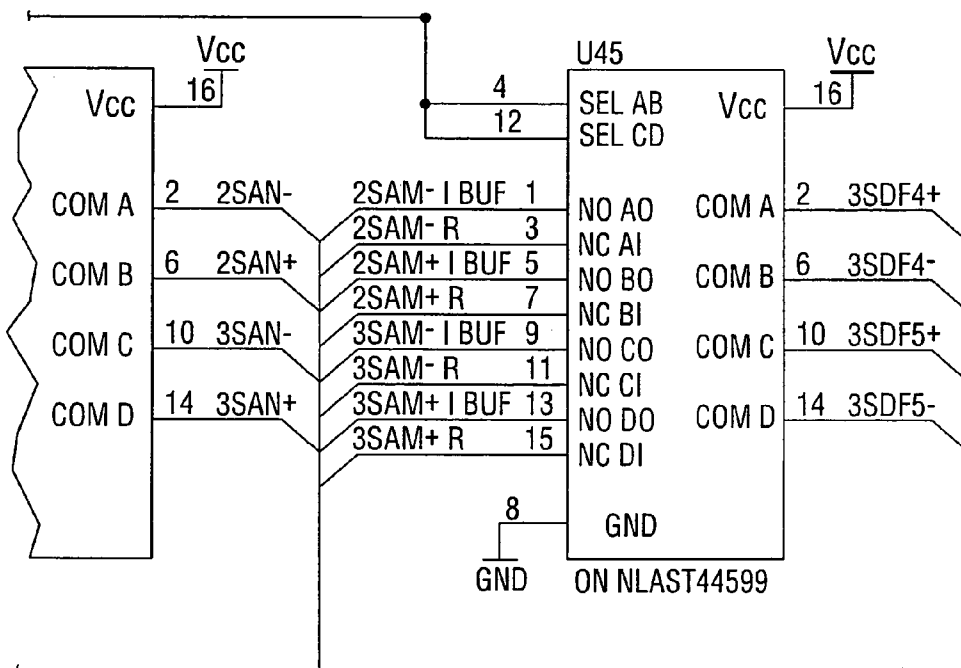 Vcc
16
Vcc
COM A 2 2SAN-
COM B 6 2SAN+
COM C 10 3SAN-
COM D 14 3SAN+
U45
4 SEL AB
12 SEL CD
Vcc
16
Vcc
2SAM- I BUF 1 NO AO
2SAM- R 3 NC AI
2SAM+ I BUF 5 NO BO
2SAM+ R 7 NC BI
3SAM- I BUF 9 NO CO
3SAM- R 11 NC CI
3SAM+ I BUF 13 NO DO
3SAM+ R 15 NC DI
COM A 2 3SDF4+
COM B 6 3SDF4-
COM C 10 3SDF5+
COM D 14 3SDF5-
8 GND
GND
ON NLAST44599